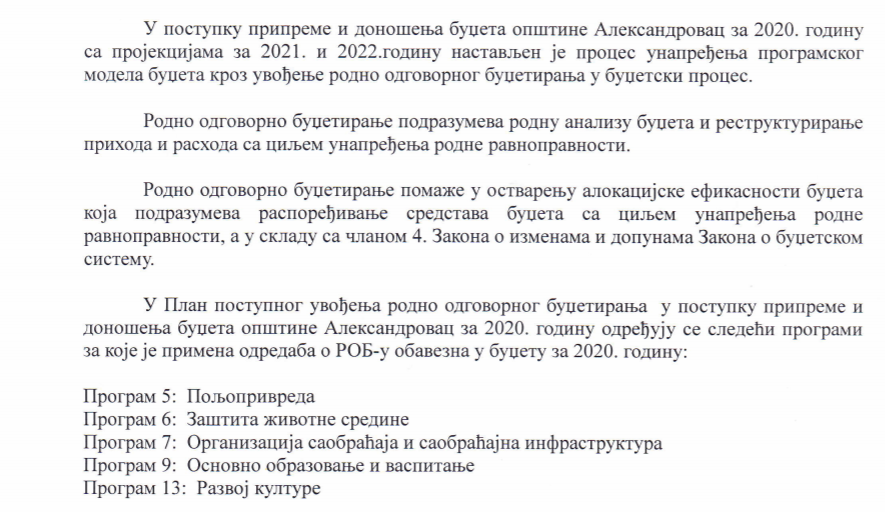 У поступку припреме и доношења буџета општине Александровац за 2020. годину
са пројекцијама за 2021. и 2022.годину настављен је процес унапређења програмског
модела буџета кроз увођење родно одговорног буџетирања у буџетски процес.
Родно одговорно буџетирање подразумева родну анализу буџета и реструктурирање
прихода и расхода са циљем унапређења родне равноправности.
Родно одговорно буџетирање помаже у остварењу алокацијске ефикасности буџета
која подразумева распоређивање средстава буџета са циљем унапређења родне
равноправности, а у складу са чланом 4. Закона о изменама и допунама Закона о буџетском
систему.
У План поступног увођења родно одговорног буџетирања у поступку припреме и
доношења буџета општине Александровац за 2020. годину одређују се следећи програми
за које је примена одредаба о РОБ-у обавезна у буџету за 2020. годину:
Програм 5: Пољопривреда
Програм 6: Заштита животне средине
Програм 7: Организација саобраћаја и саобраћајна инфраструктура
Програм 9: Основно образовање и васпитање
Програм 13: Развој културе